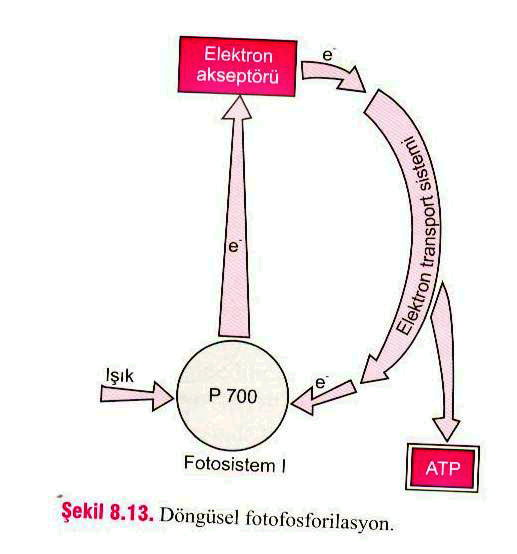 Elektron
akseptörü
e⁻
Elektron transport sistemi
e⁻
Işık
P 700
e⁻
Fotosistem I
ATP
Şekil 8.13. Döngüsel fotofosforilasyon.